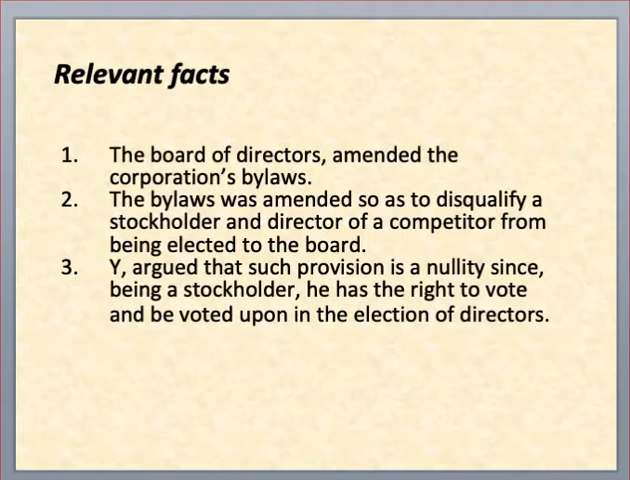 Relevant facts
1. The board of directors, amended the
corporation's bylaws.
2. The bylaws was amended so as to disqualify a
stockholder and director of a competitor from
being elected to the board.
3. Y, argued that such provision is a nullity since,
being a stockholder, he has the right to vote
and be voted upon in the election of directors.